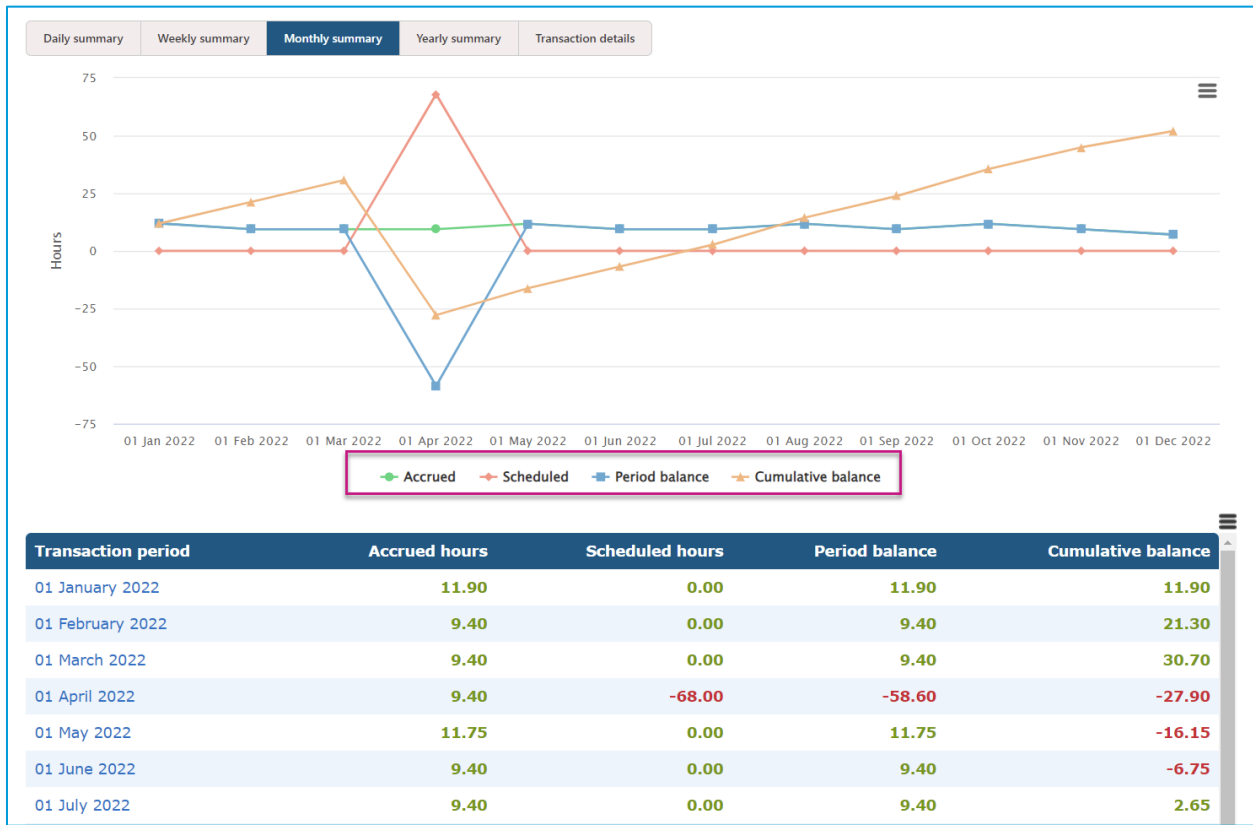 Daily summary Weekly summary Monthly summary Yearly summary Transaction details
75
50
25
0
−25
−50
−75
Hours
01 Jan 2022 01 Feb 2022 01 Mar 2022 01 Apr 2022 01 May 2022 01 Jun 2022 01 Jul 2022 01 Aug 2022 01 Sep 2022 01 Oct 2022 01 Nov 2022 01 Dec 2022
Accrued Scheduled Period balance Cumulative balance
Transaction period Accrued hours Scheduled hours Period balance Cumulative balance
01 January 2022 11.90 0.00 11.90 11.90
01 February 2022 9.40 0.00 9.40 21.30
01 March 2022 9.40 0.00 9.40 30.70
01 April 2022 9.40 -68.00 -58.60 -27.90
01 May 2022 11.75 0.00 11.75 -16.15
01 June 2022 9.40 0.00 9.40 -6.75
01 July 2022 9.40 0.00 9.40 2.65